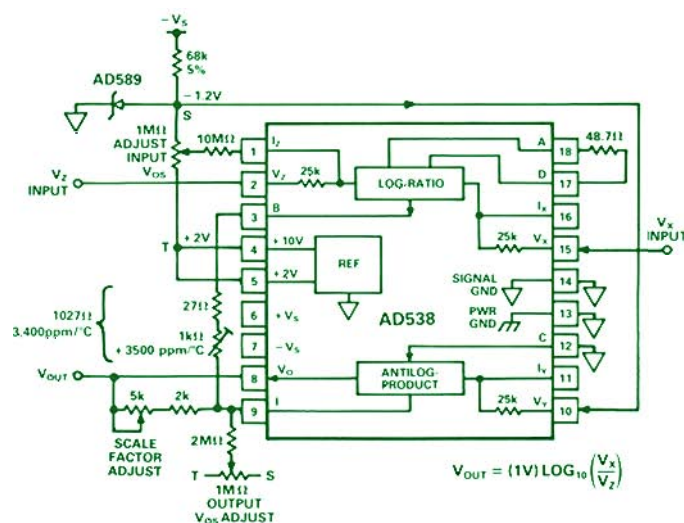 −VS
68k
5%
AD589
−1.2V
S
1MΩ
ADJUST
INPUT
VOS
10MΩ
1
IZ
A
18
48.7Ω
VZ
INPUT
2
VZ
25k
LOG-RATIO
D
17
3
B
IX
16
T
+2V
4
+10V
REF
25k
VX
15
VX
INPUT
5
+2V
SIGNAL
GND
14
1027Ω
3,400ppm/°C
27Ω
6
+VS
AD538
PWR
GND
13
1kΩ
+3500 ppm/°C
7
−VS
C
12
VOUT
8
VO
ANTILOG-
PRODUCT
IY
11
5k
2k
9
I
25k
VY
10
SCALE
FACTOR
ADJUST
2MΩ
T
S
1MΩ
OUTPUT
VOS ADJUST
VOUT = (1V) LOG10 (VX/VZ)